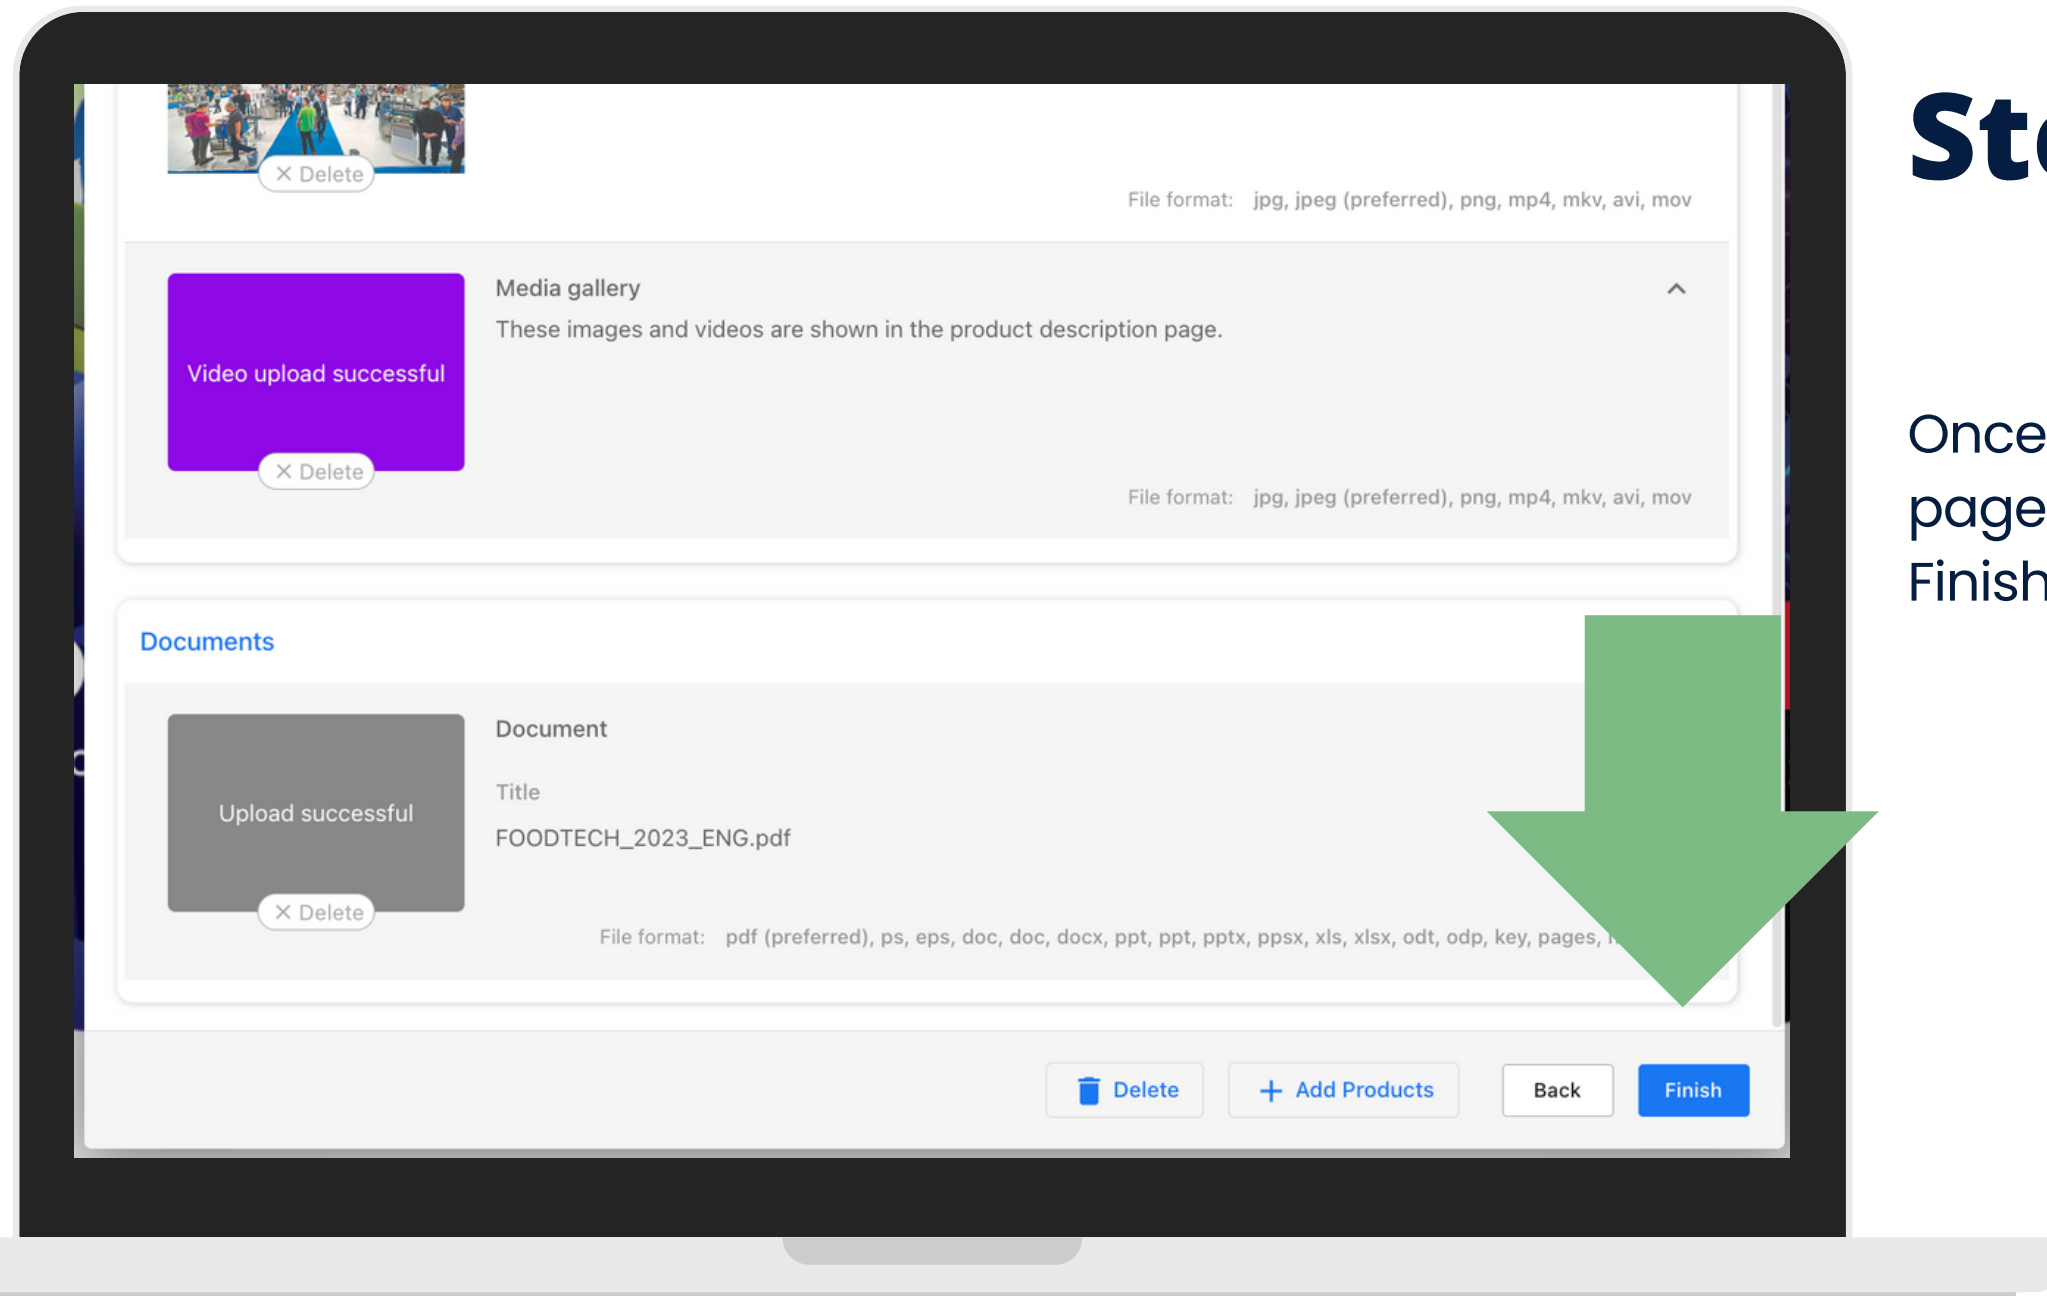 Delete
File format: jpg, jpeg (preferred), png, mp4, mkv, avi, mov
Media gallery
These images and videos are shown in the product description page.
Video upload successful
Delete
File format: jpg, jpeg (preferred), png, mp4, mkv, avi, mov
Documents
Document
Title
Upload successful
FOODTECH_2023_ENG.pdf
Delete
File format: pdf (preferred), ps, eps, doc, doc, docx, ppt, ppt, pptx, ppsx, xls, xlsx, odt, odp, key, pages,
Delete
+ Add Products
Back
Finish
Once
page
Finish